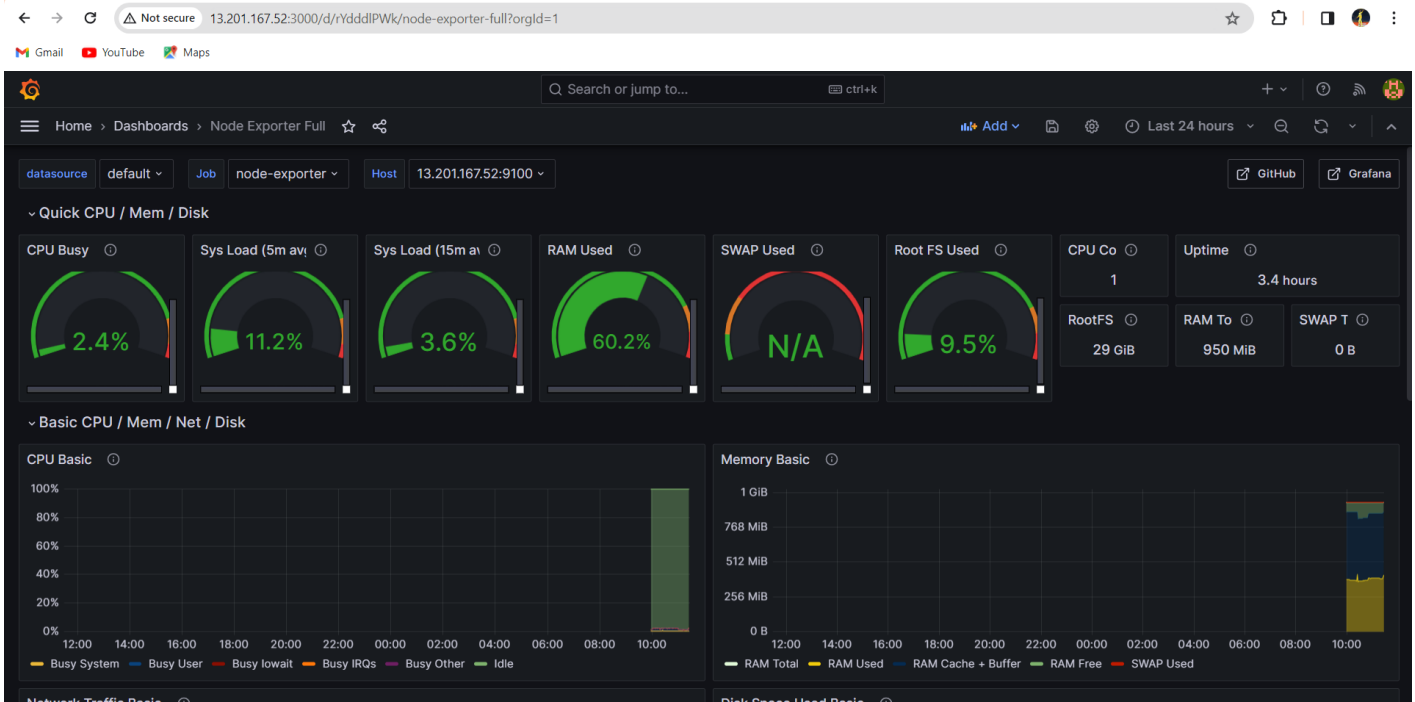 Not secure 13.201.167.52:3000/d/rYdddlPWk/node-exporter-full?orgId=1
Gmail YouTube Maps
Search or jump to... ctrl+k
Home › Dashboards › Node Exporter Full Add Last 24 hours
datasource default Job node-exporter Host 13.201.167.52:9100 GitHub Grafana
Quick CPU / Mem / Disk
CPU Busy Sys Load (5m avg Sys Load (15m av RAM Used SWAP Used Root FS Used CPU Co Uptime
1 3.4 hours
2.4% 11.2% 3.6% 60.2% N/A 9.5%
RootFS RAM To SWAP T
29 GiB 950 MiB 0 B
Basic CPU / Mem / Net / Disk
CPU Basic
100%
80%
60%
40%
20%
0%
12:00 14:00 16:00 18:00 20:00 22:00 00:00 02:00 04:00 06:00 08:00 10:00
Busy System Busy User Busy Iowait Busy IRQs Busy Other Idle
Memory Basic
1 GiB
768 MiB
512 MiB
256 MiB
0 B
12:00 14:00 16:00 18:00 20:00 22:00 00:00 02:00 04:00 06:00 08:00 10:00
RAM Total RAM Used RAM Cache + Buffer RAM Free SWAP Used
Network Traffic Basic Disk Space Used Basic